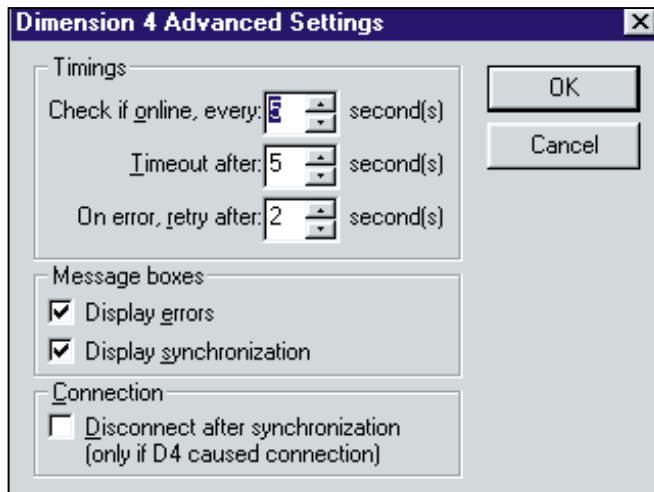 Dimension 4 Advanced Settings
Timings
Check if online, every: 5 second(s)
Timeout after: 5 second(s)
On error, retry after: 2 second(s)
OK
Cancel
Message boxes
Display errors
Display synchronization
Connection
Disconnect after synchronization
(only if D4 caused connection)